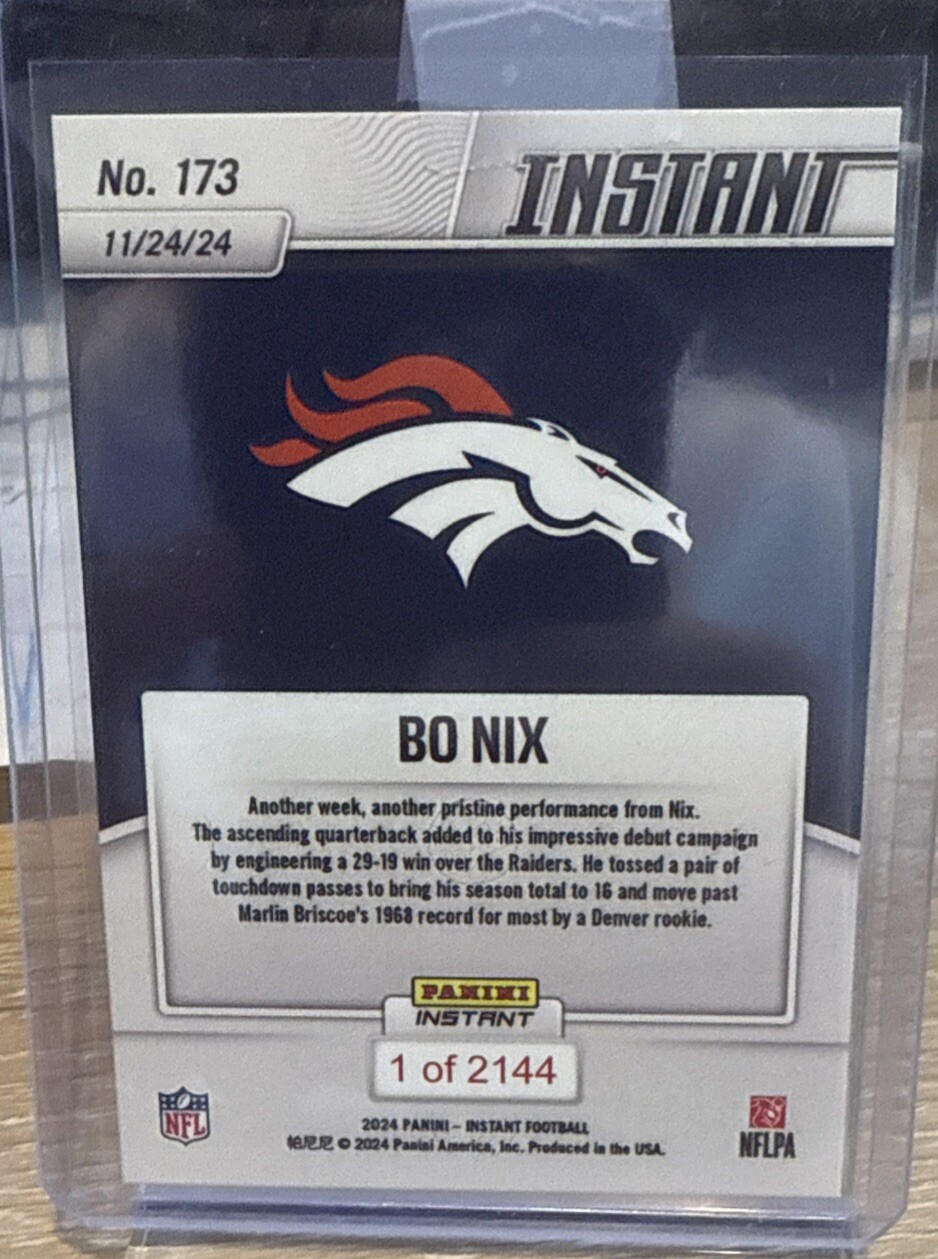 No. 173
INSTANT
11/24/24
BO NIX
Another week, another pristine performance from Nix.
The ascending quarterback added to his impressive debut campaign
by engineering a 29-19 win over the Raiders. He tossed a pair of
touchdown passes to bring his season total to 16 and move past
Marlin Briscoe's 1968 record for most by a Denver rookie.
PANINI
INSTANT
1 of 2144
NFL
2024 PANINI – INSTANT FOOTBALL
帕尼尼 © 2024 Panini America, Inc. Produced in the USA.
NFLPA